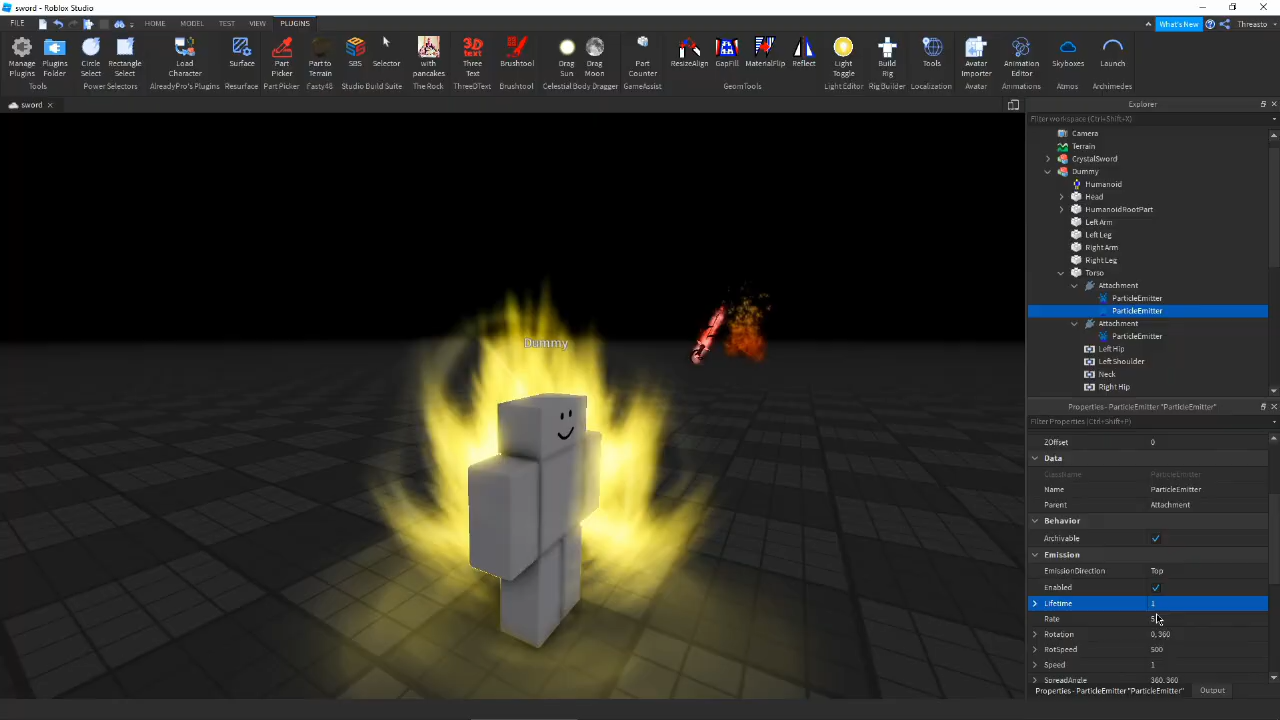 sword - Roblox Studio
FILE HOME MODEL TEST VIEW PLUGINS What's New Threasto
Manage Plugins Plugins Folder Circle Select Rectangle Select Load Character Surface Part Picker Part to Terrain SBS Selector with pancakes Three Text Brushtool Drag Sun Drag Moon Part Counter ResizeAlign GapFill MaterialFlip Reflect Light Toggle Build Rig Tools Avatar Importer Animation Editor Skyboxes Launch
Tools Power Selectors AlreadyPro's Plugins Resurface Part Picker Fasty48 Studio Build Suite The Rock ThreeDText Brushtool Celestial Body Dragger GameAssist GeomTools Light Editor Rig Builder Localization Avatar Animations Atmos Archimedes
sword
Explorer
Filter workspace (Ctrl+Shift+X)
Camera
Terrain
CrystalSword
Dummy
Humanoid
Head
HumanoidRootPart
Left Arm
Left Leg
Right Arm
Right Leg
Torso
Attachment
ParticleEmitter
ParticleEmitter
Attachment
ParticleEmitter
Left Hip
Left Shoulder
Neck
Right Hip
Dummy
Properties - ParticleEmitter "ParticleEmitter"
Filter Properties (Ctrl+Shift+P)
ZOffset 0
Data
ClassName ParticleEmitter
Name ParticleEmitter
Parent Attachment
Behavior
Archivable
Emission
EmissionDirection Top
Enabled
Lifetime 1
Rate
Rotation 0, 360
RotSpeed 500
Speed 1
SpreadAngle 360, 360
Properties - ParticleEmitter "ParticleEmitter" Output